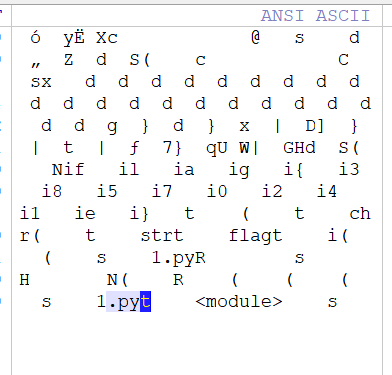 ANSI ASCII
ó yË Xc @ s d
„ Z d S( c C
sx d d d d d d d d d
d d d d d d d d d d d
d d g } d } x | D] }
| t | ƒ 7} qU W| GHd S(
Nif il ia ig i{ i3
i8 i5 i7 i0 i2 i4
i1 ie i} t ( t ch
r( t strt flagt i(
( s 1.pyR s
H N( R ( ( (
s 1.pyt <module> s